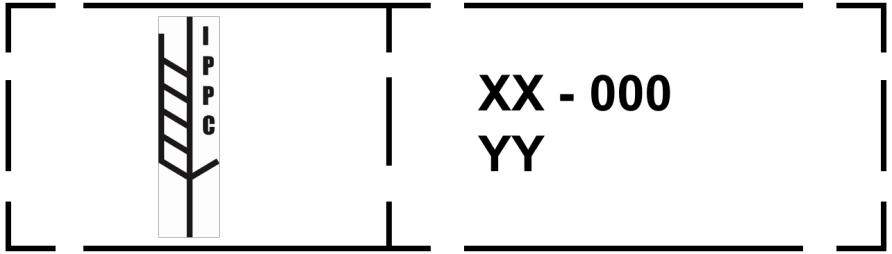 IPPC
XX - 000
YY